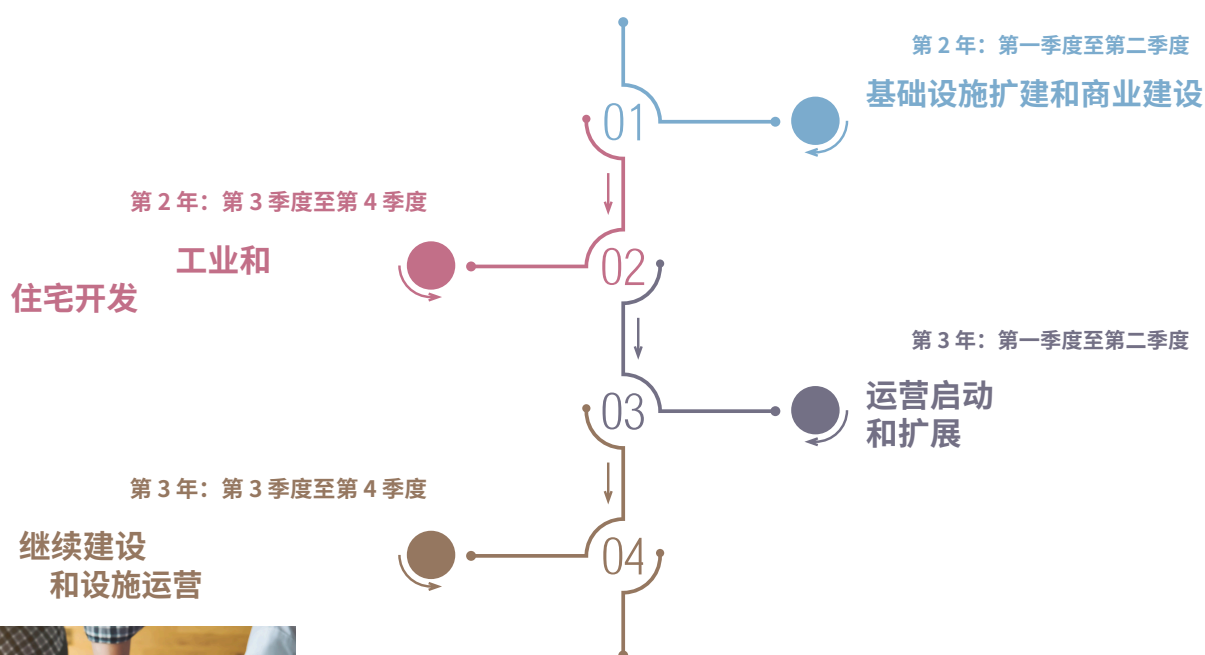 第 2 年：第一季度至第二季度
基础设施扩建和商业建设
01
第 2 年：第 3 季度至第 4 季度
工业和
住宅开发
02
第 3 年：第一季度至第二季度
运营启动
和扩展
03
第 3 年：第 3 季度至第 4 季度
继续建设
和设施运营
04